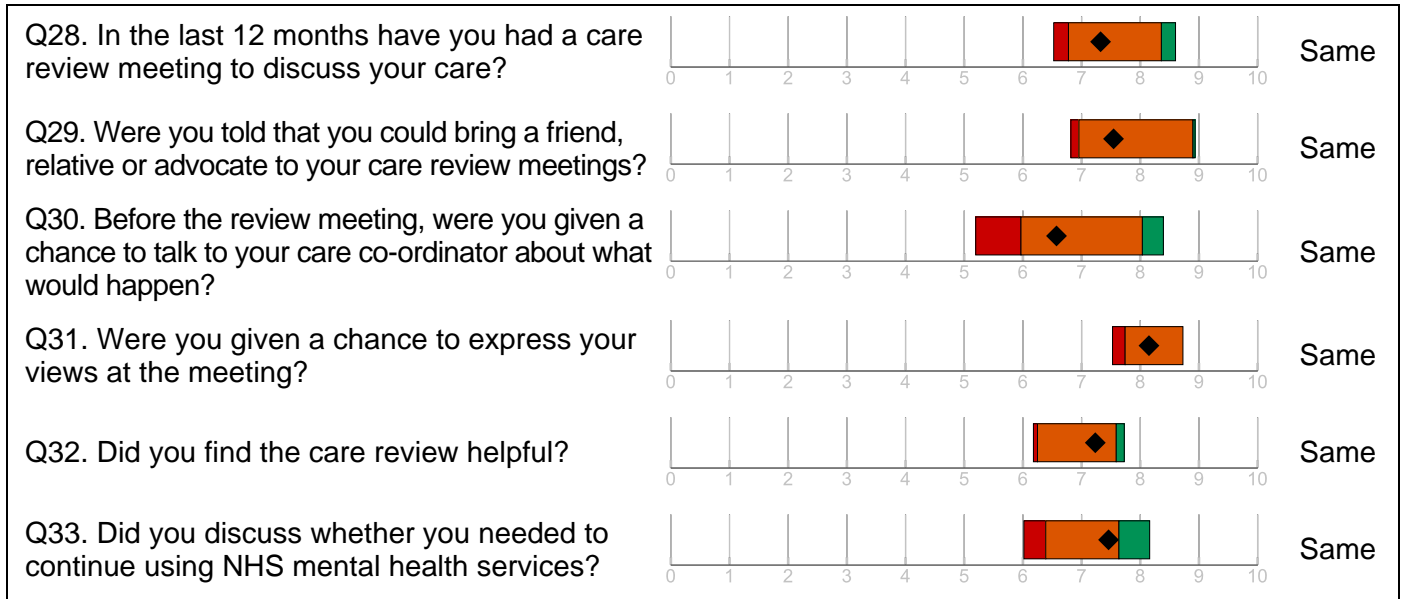 Q28. In the last 12 months have you had a care
review meeting to discuss your care?
0 1 2 3 4 5 6 7 8 9 10
Same
Q29. Were you told that you could bring a friend,
relative or advocate to your care review meetings?
0 1 2 3 4 5 6 7 8 9 10
Same
Q30. Before the review meeting, were you given a
chance to talk to your care co-ordinator about what
would happen?
0 1 2 3 4 5 6 7 8 9 10
Same
Q31. Were you given a chance to express your
views at the meeting?
0 1 2 3 4 5 6 7 8 9 10
Same
Q32. Did you find the care review helpful?
0 1 2 3 4 5 6 7 8 9 10
Same
Q33. Did you discuss whether you needed to
continue using NHS mental health services?
0 1 2 3 4 5 6 7 8 9 10
Same